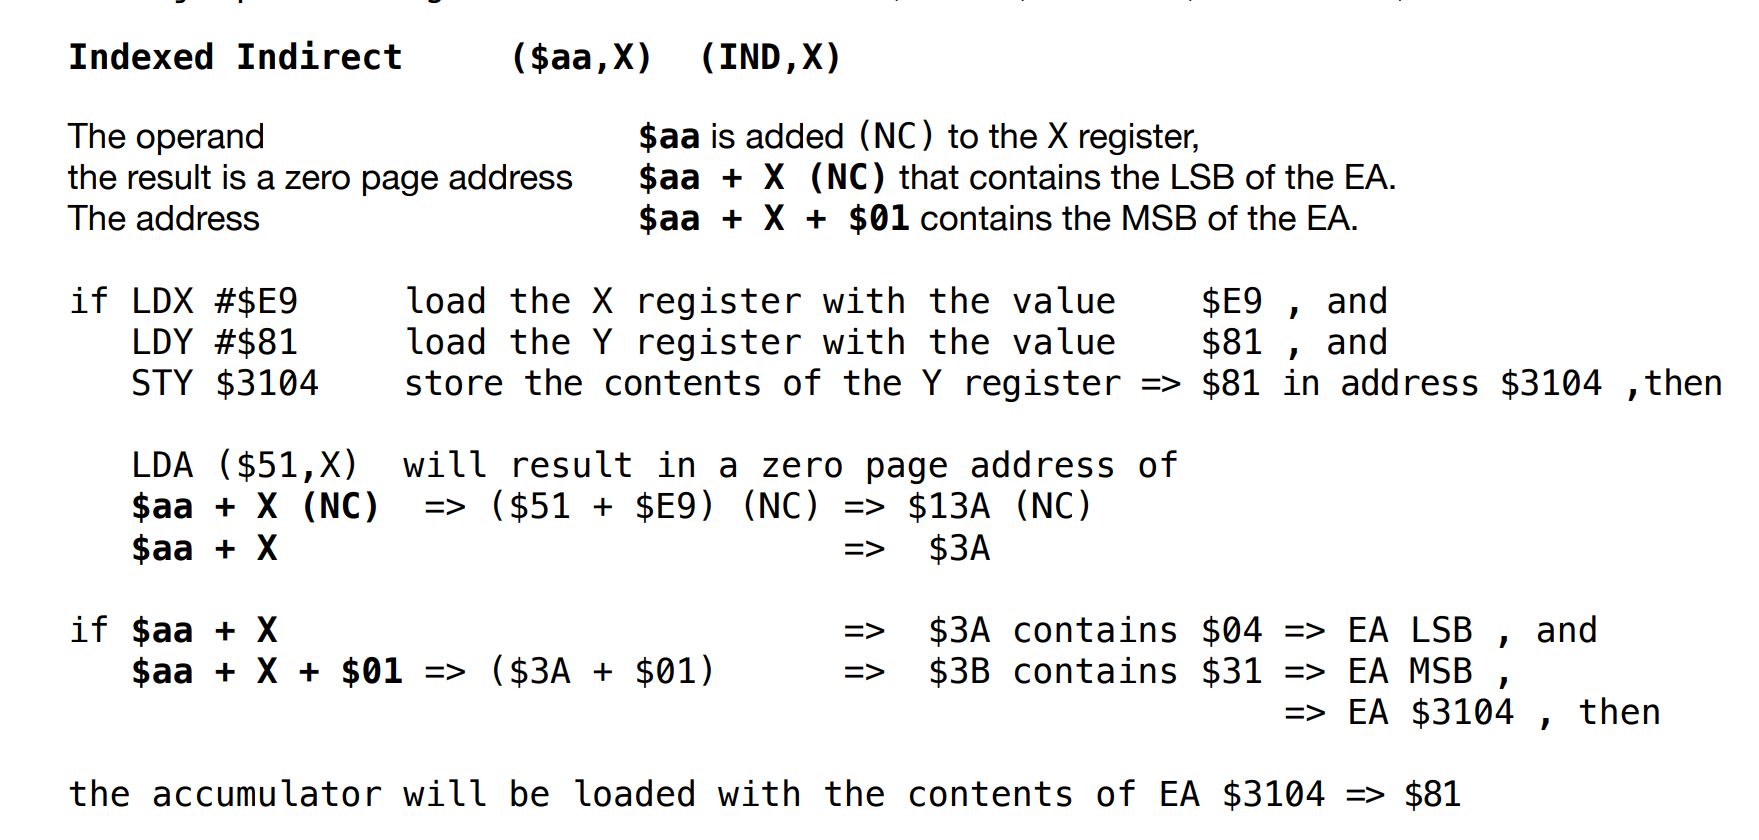 Indexed Indirect ($aa,X) (IND,X)
The operand $aa is added (NC) to the X register,
the result is a zero page address $aa + X (NC) that contains the LSB of the EA.
The address $aa + X + $01 contains the MSB of the EA.
if LDX #$E9 load the X register with the value $E9 , and
LDY #$81 load the Y register with the value $81 , and
STY $3104 store the contents of the Y register => $81 in address $3104 ,then
LDA ($51,X) will result in a zero page address of
$aa + X (NC) => ($51 + $E9) (NC) => $13A (NC)
$aa + X => $3A
if $aa + X => $3A contains $04 => EA LSB , and
$aa + X + $01 => ($3A + $01) => $3B contains $31 => EA MSB ,
=> EA $3104 , then
the accumulator will be loaded with the contents of EA $3104 => $81